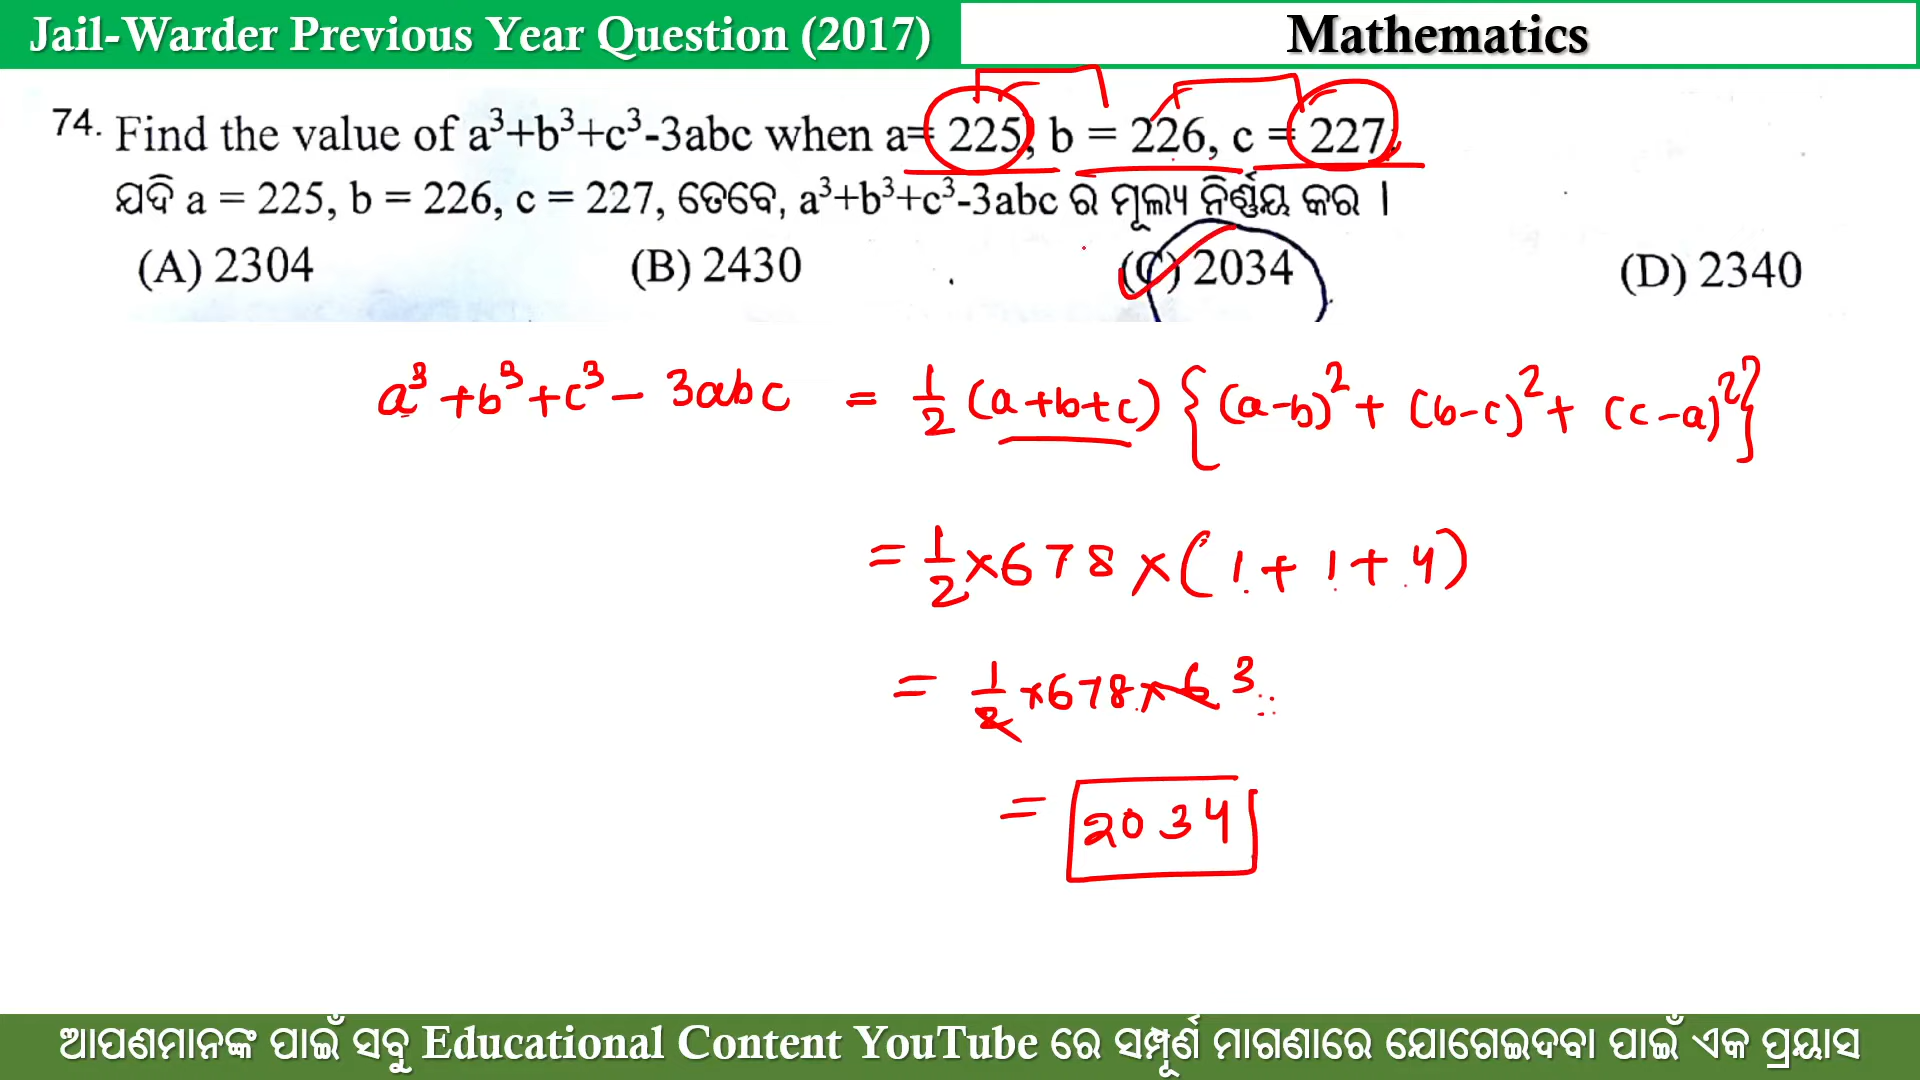 Jail-Warder Previous Year Question (2017)
Mathematics
74. Find the value of a³+b³+c³-3abc when a= 225, b = 226, c = 227.
ଯଦି a = 225, b = 226, c = 227, ତେବେ, a³+b³+c³-3abc ର ମୂଲ୍ୟ ନିର୍ଣ୍ଣୟ କର ।
(A) 2304 (B) 2430 (C) 2034 (D) 2340
a³ + b³ + c³ - 3abc = 1/2 (a+b+c) {(a-b)² + (b-c)² + (c-a)²}
= 1/2 × 678 × (1 + 1 + 4)
= 1/2 × 678 × 6 3
= 2034
ଆପଣମାନଙ୍କ ପାଇଁ ସବୁ Educational Content YouTube ରେ ସମ୍ପୂର୍ଣ ମାଗଣାରେ ଯୋଗେଇଦବା ପାଇଁ ଏକ ପ୍ରୟାସ